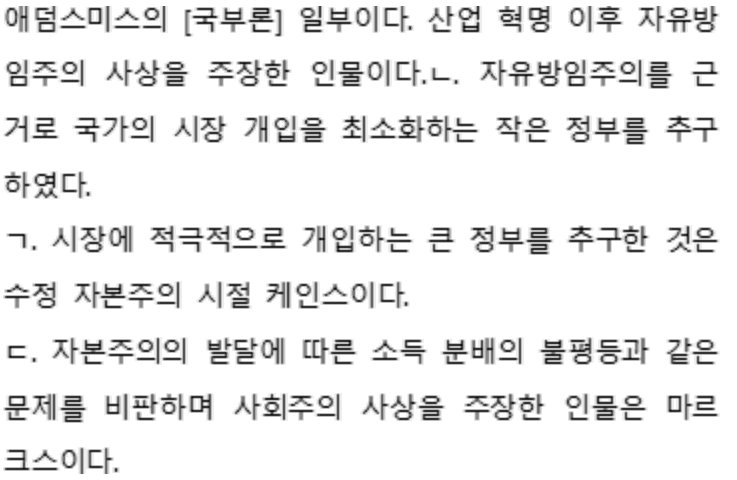 애덤스미스의 [국부론] 일부이다. 산업 혁명 이후 자유방
임주의 사상을 주장한 인물이다.ㄴ. 자유방임주의를 근
거로 국가의 시장 개입을 최소화하는 작은 정부를 추구
하였다.
ㄱ. 시장에 적극적으로 개입하는 큰 정부를 추구한 것은
수정 자본주의 시절 케인스이다.
ㄷ. 자본주의의 발달에 따른 소득 분배의 불평등과 같은
문제를 비판하며 사회주의 사상을 주장한 인물은 마르
크스이다.